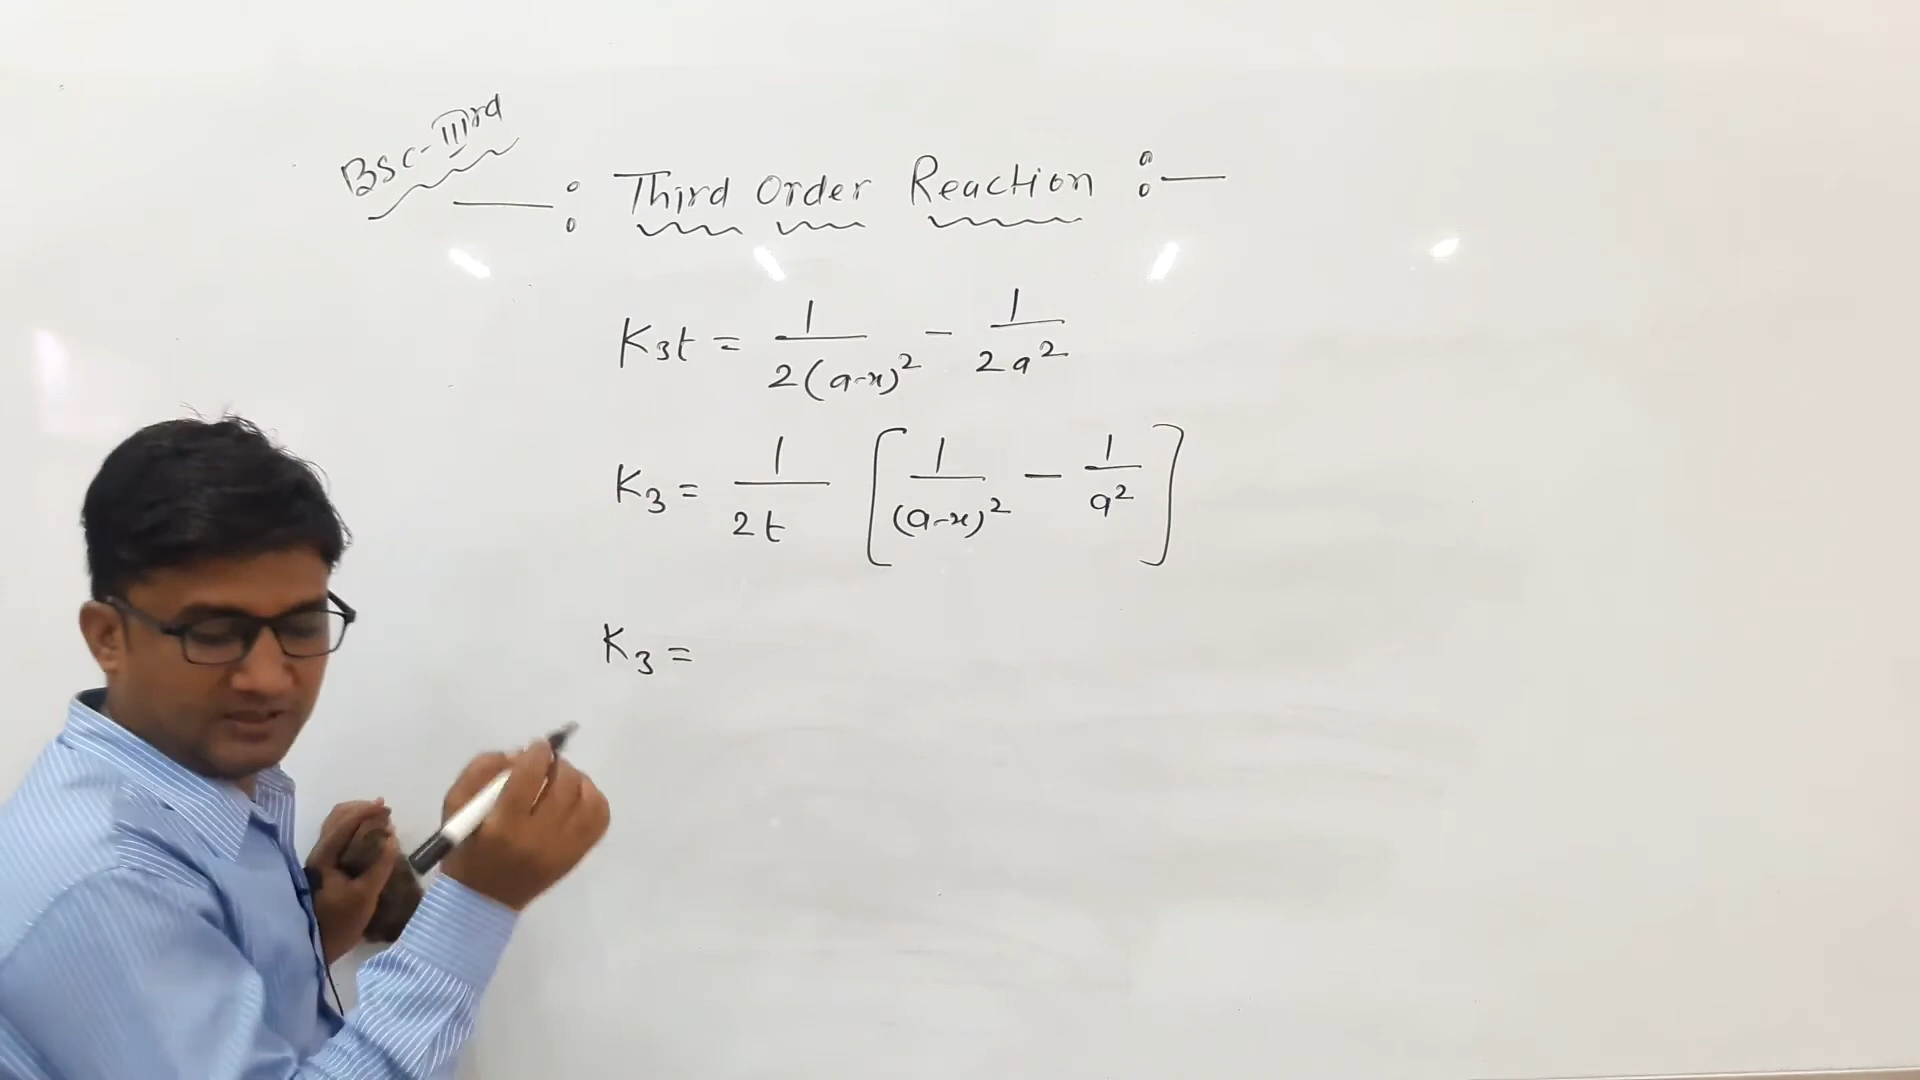 BSC-IIIrd
—: Third Order Reaction :—
K₃t = 1/2(a-x)² - 1/2a²
K₃ = 1/2t [1/(a-x)² - 1/a²]
K₃ =